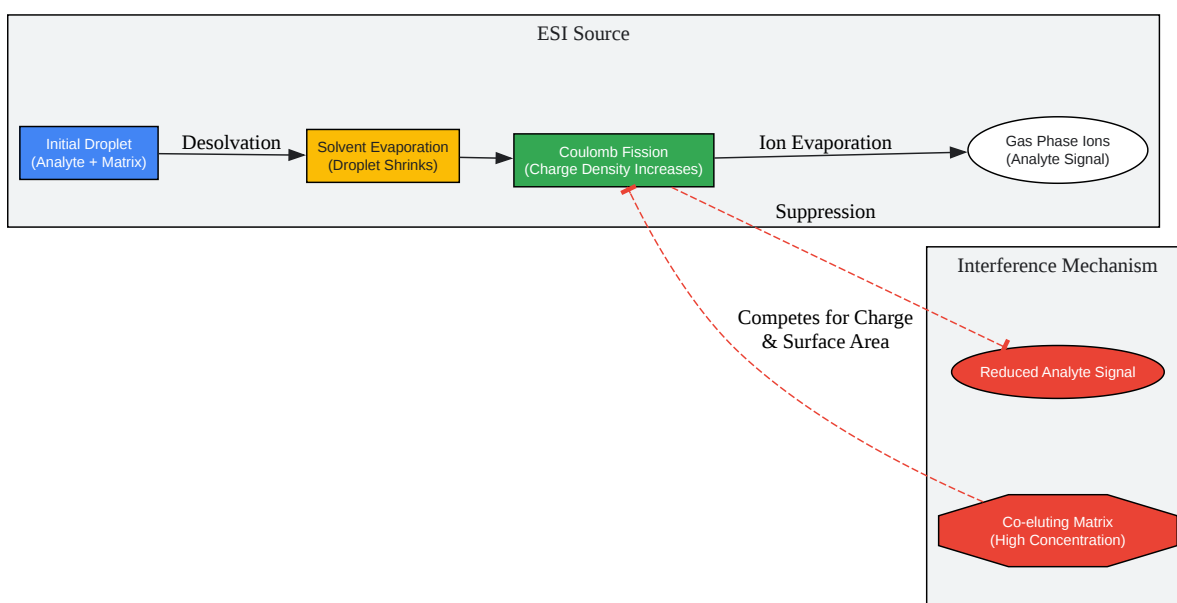 ESI Source
Initial Droplet
(Analyte + Matrix)
Desolvation
Solvent Evaporation
(Droplet Shrinks)
Coulomb Fission
(Charge Density Increases)
Ion Evaporation
Gas Phase Ions
(Analyte Signal)
Suppression
Interference Mechanism
Competes for Charge
& Surface Area
Reduced Analyte Signal
Co-eluting Matrix
(High Concentration)